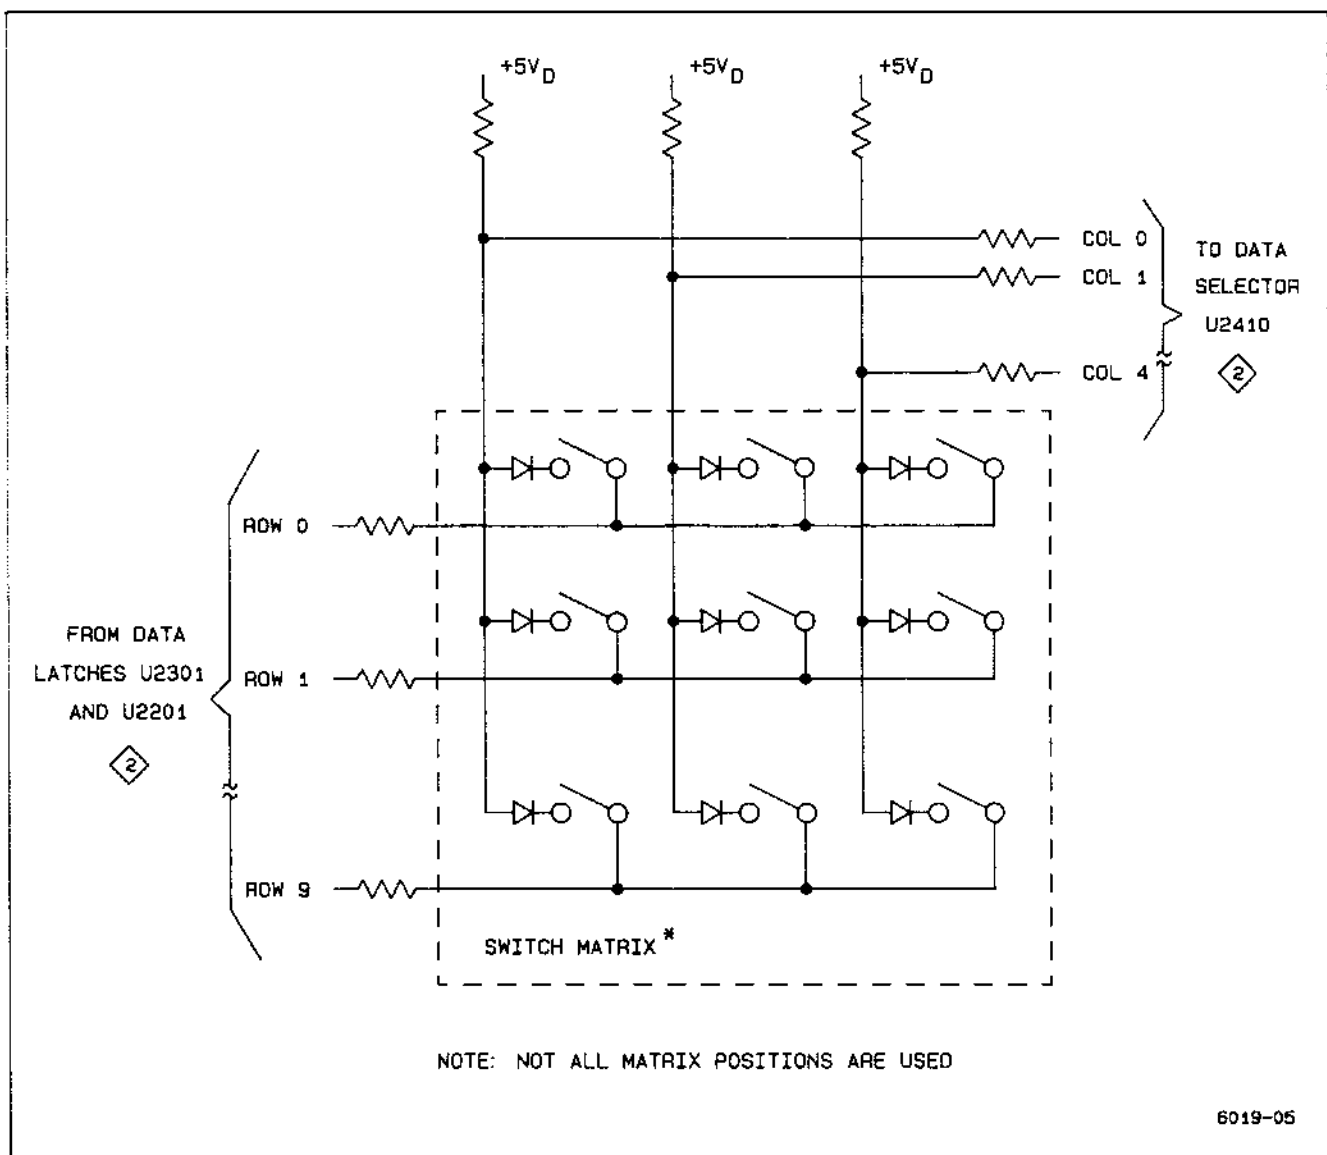 +5VD +5VD +5VD
COL 0
COL 1
COL 4
TO DATA
SELECTOR
U2410
2
ROW 0
ROW 1
ROW 9
FROM DATA
LATCHES U2301
AND U2201
2
SWITCH MATRIX*
NOTE: NOT ALL MATRIX POSITIONS ARE USED
6019-05